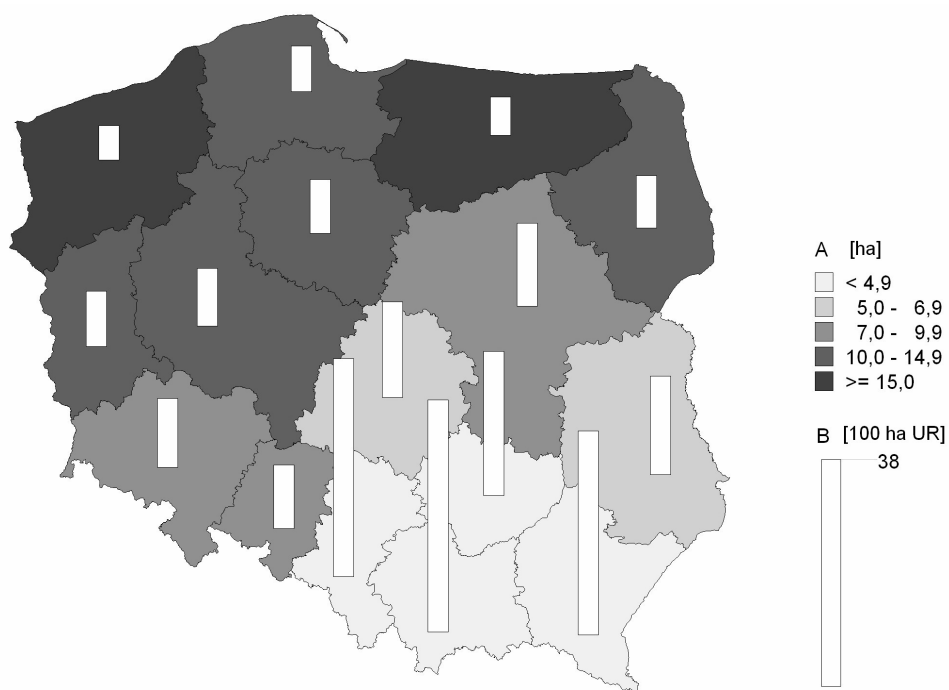 A [ha]
< 4,9
5,0 - 6,9
7,0 - 9,9
10,0 - 14,9
>= 15,0
B [100 ha UR]
38